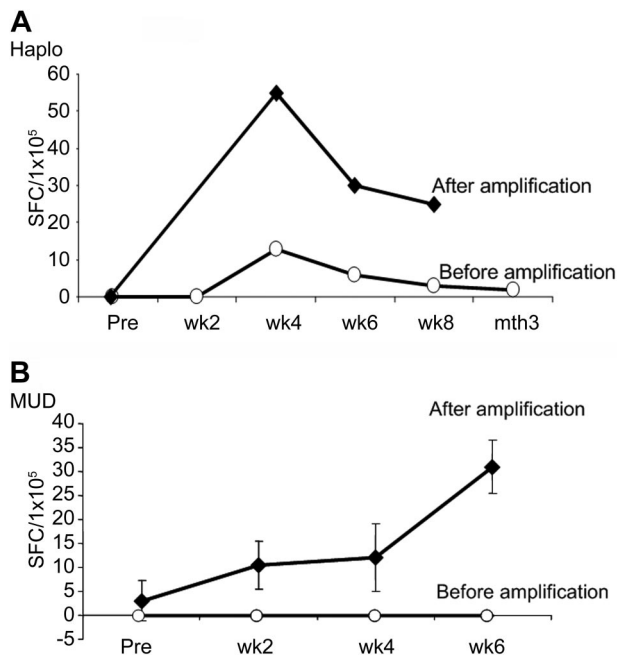 A
Haplo
60
50
40
30
20
10
0
SFC/1x10⁵
After amplification
Before amplification
Pre wk2 wk4 wk6 wk8 mth3
B
MUD
40
35
30
25
20
15
10
5
0
-5
SFC/1x10⁵
After amplification
Before amplification
Pre wk2 wk4 wk6